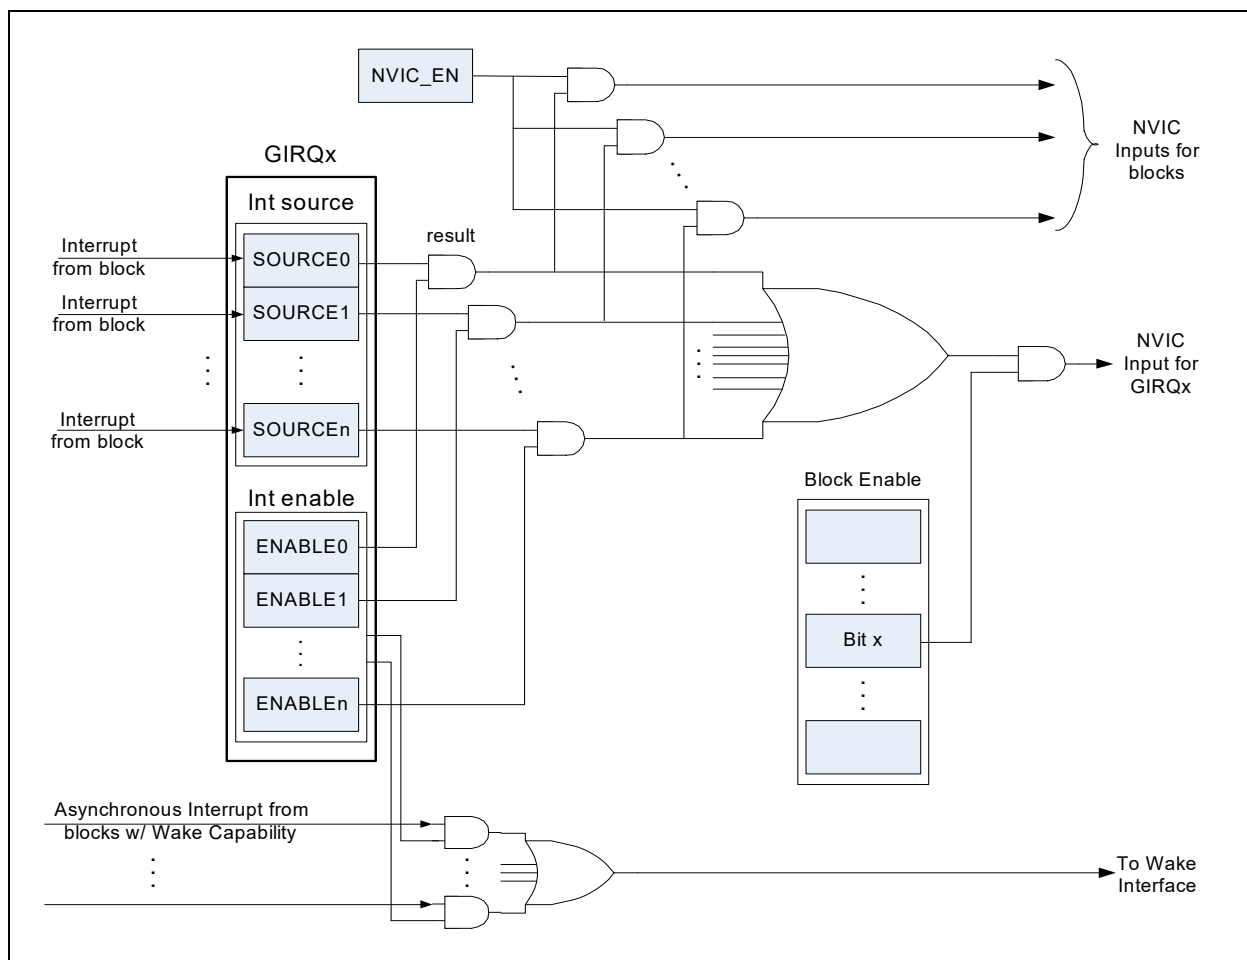 NVIC_EN
NVIC
Inputs for
blocks
GIRQx
Int source
result
Interrupt
from block
SOURCE0
Interrupt
from block
SOURCE1
NVIC
Input for
GIRQx
Interrupt
from block
SOURCEn
Block Enable
Int enable
ENABLE0
ENABLE1
Bit x
ENABLEn
Asynchronous Interrupt from
blocks w/ Wake Capability
To Wake
Interface